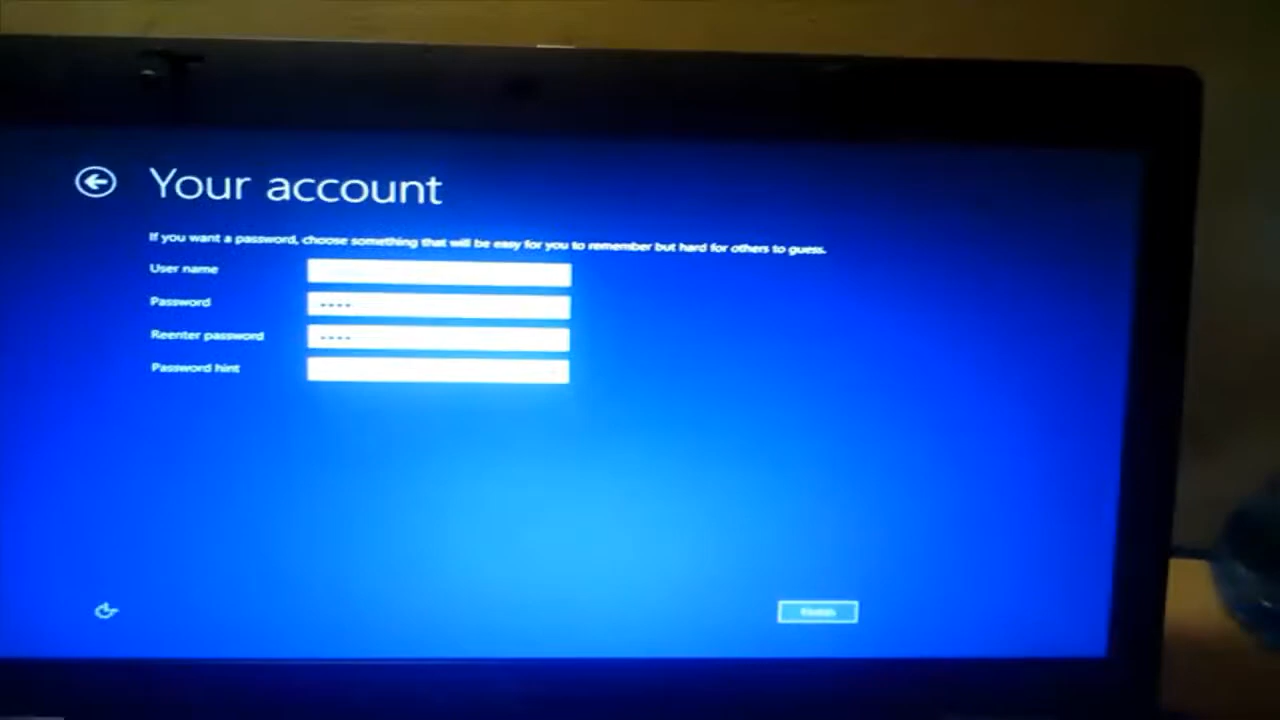 Your account
If you want a password, choose something that will be easy for you to remember but hard for others to guess.
User name
Password
••••
Reenter password
••••
Password hint
Finish